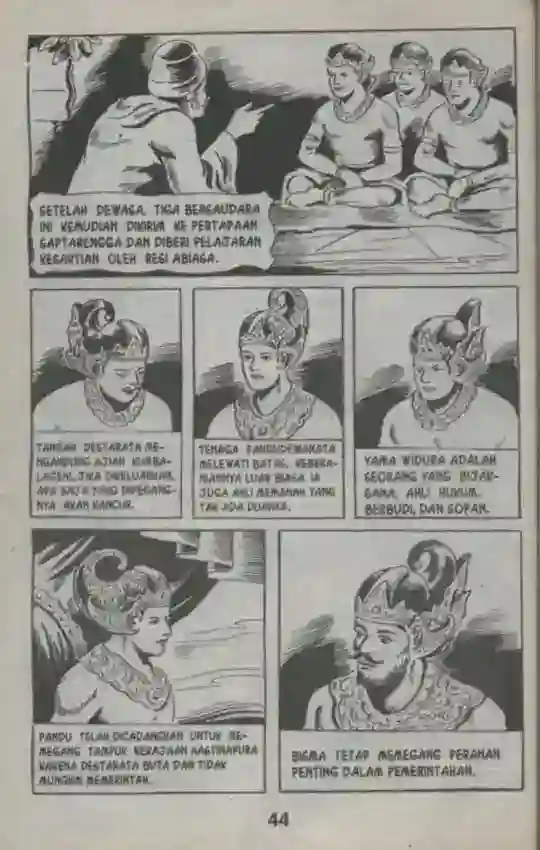 SETELAH DEWASA, TIGA BERSAUDARA
INI KEMUDIAN DIKIRIM KE PERTAPAAN
SAPTARENGGA DAN DIBERI PELAJARAN
KESAKTIAN OLEH RESI ABIASA.
TANGAN DESTARATA ME-
NGANDUNG AJIAN KUMBA-
LAGENI. JIKA DIKELUARKAN,
APA SAJA YANG DIPEGANG-
NYA AKAN HANCUR.
TENAGA PANDUDEWANATA
MELEWATI BATAS, KEBERA-
NIANNYA LUAR BIASA. IA
JUGA AHLI MEMANAH YANG
TAK ADA DUANYA.
YAMA WIDURA ADALAH
SEORANG YANG BIJAK-
SANA, AHLI HUKUM,
BERBUDI, DAN SOPAN.
PANDU TELAH DICADANGKAN UNTUK ME-
MEGANG TAMPUK KERAJAAN HASTINAPURA
KARENA DESTARATA BUTA DAN TIDAK
MUNGKIN MEMERINTAH.
BISMA TETAP MEMEGANG PERANAN
PENTING DALAM PEMERINTAHAN.
44